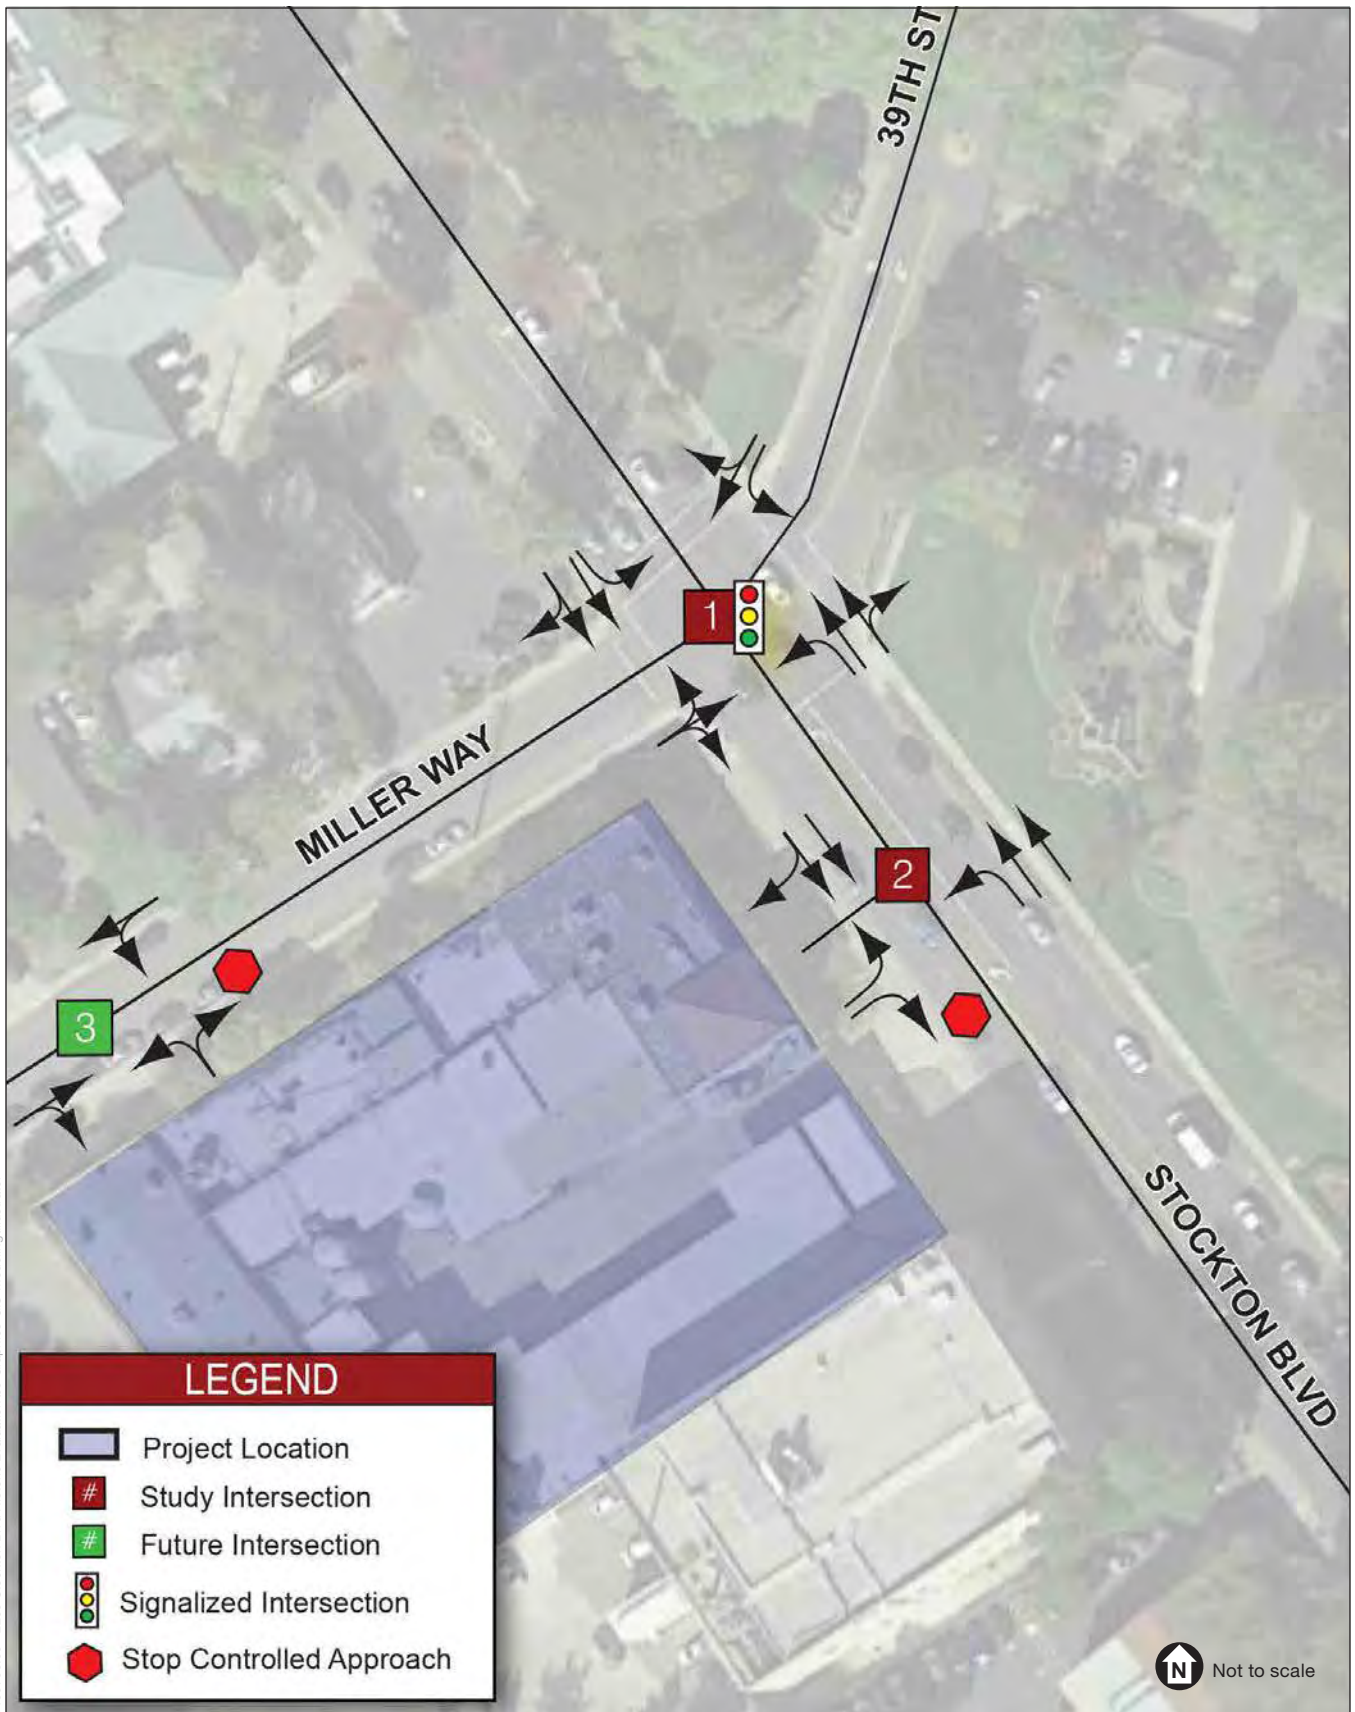 39TH ST
1
MILLER WAY
2
3
STOCKTON BLVD
LEGEND
Project Location
# Study Intersection
# Future Intersection
Signalized Intersection
Stop Controlled Approach
N Not to scale